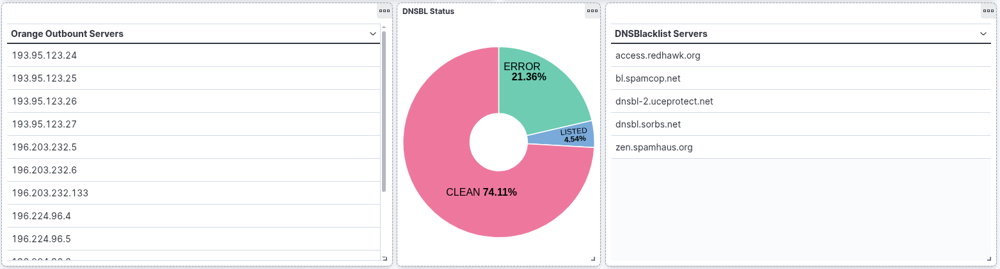 Orange Outbount Servers
193.95.123.24
193.95.123.25
193.95.123.26
193.95.123.27
196.203.232.5
196.203.232.6
196.203.232.133
196.224.96.4
196.224.96.5
DNSBL Status
ERROR
21.36%
LISTED
4.54%
CLEAN 74.11%
DNSBlacklist Servers
access.redhawk.org
bl.spamcop.net
dnsbl-2.uceprotect.net
dnsbl.sorbs.net
zen.spamhaus.org